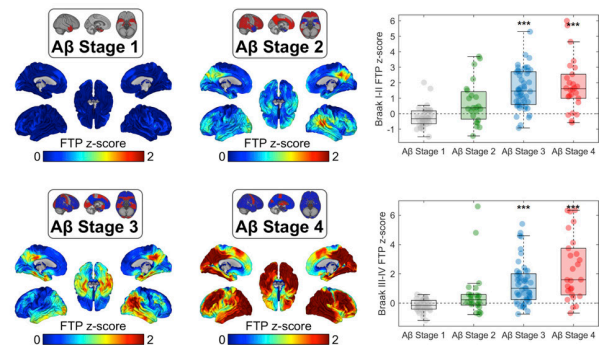 Aβ Stage 1
FTP z-score
0 2
Aβ Stage 2
FTP z-score
0 2
Aβ Stage 3
FTP z-score
0 2
Aβ Stage 4
FTP z-score
0 2
Braak I-II FTP z-score
6
5
4
3
2
1
0
-1
-2
*** ***
Aβ Stage 1 Aβ Stage 2 Aβ Stage 3 Aβ Stage 4
Braak III-IV FTP z-score
6
4
2
0
-2
*** ***
Aβ Stage 1 Aβ Stage 2 Aβ Stage 3 Aβ Stage 4